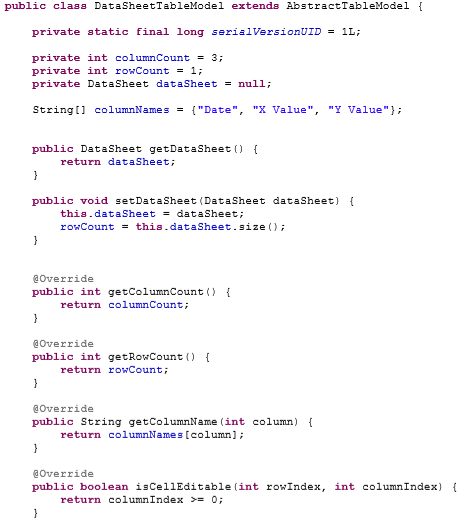 public class DataSheetTableModel extends AbstractTableModel {
private static final long serialVersionUID = 1L;
private int columnCount = 3;
private int rowCount = 1;
private DataSheet dataSheet = null;
String[] columnNames = {"Date", "X Value", "Y Value"};
public DataSheet getDataSheet() {
return dataSheet;
}
public void setDataSheet(DataSheet dataSheet) {
this.dataSheet = dataSheet;
rowCount = this.dataSheet.size();
}
@Override
public int getColumnCount() {
return columnCount;
}
@Override
public int getRowCount() {
return rowCount;
}
@Override
public String getColumnName(int column) {
return columnNames[column];
}
@Override
public boolean isCellEditable(int rowIndex, int columnIndex) {
return columnIndex >= 0;
}